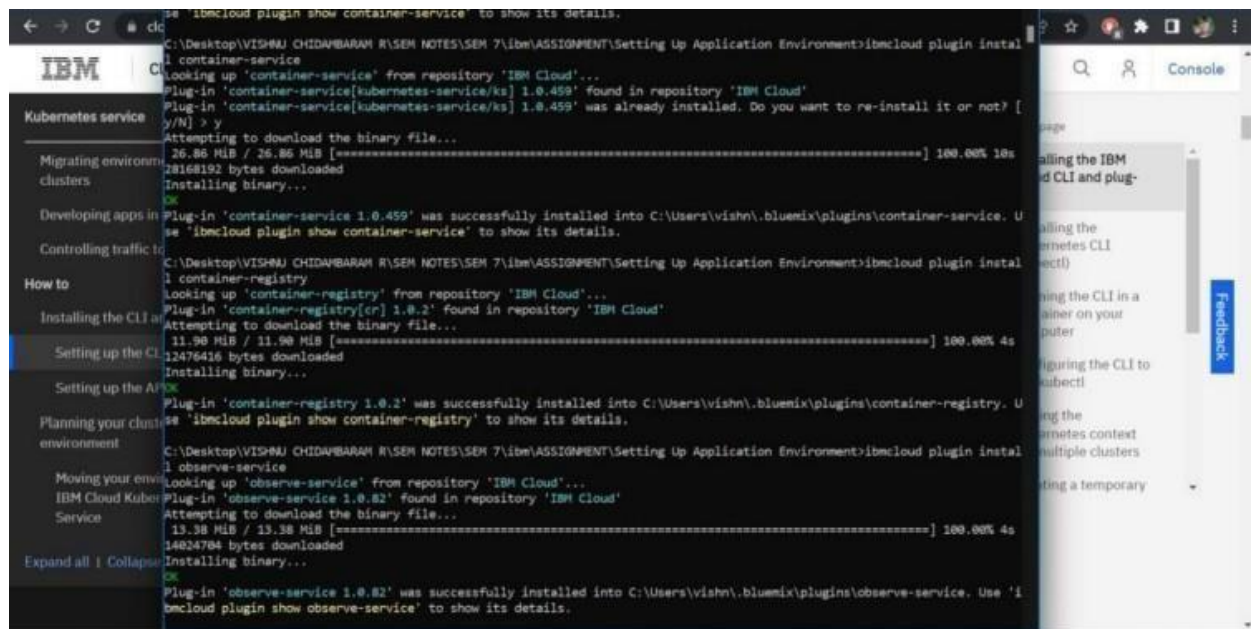 se 'ibmcloud plugin show container-service' to show its details.
C:\Desktop\VISHNU CHIDAMBARAM R\SEM NOTES\SEM 7\ibm\ASSIGNMENT\Setting Up Application Environment>ibmcloud plugin instal
l container-service
Looking up 'container-service' from repository 'IBM Cloud'...
Plug-in 'container-service[kubernetes-service/ks] 1.0.459' found in repository 'IBM Cloud'
Plug-in 'container-service[kubernetes-service/ks] 1.0.459' was already installed. Do you want to re-install it or not? [
y/N] > y
Attempting to download the binary file...
26.86 MiB / 26.86 MiB [=====================================================================] 100.00% 10s
28168192 bytes downloaded
Installing binary...
OK
Plug-in 'container-service 1.0.459' was successfully installed into C:\Users\vishn\.bluemix\plugins\container-service. U
se 'ibmcloud plugin show container-service' to show its details.
C:\Desktop\VISHNU CHIDAMBARAM R\SEM NOTES\SEM 7\ibm\ASSIGNMENT\Setting Up Application Environment>ibmcloud plugin instal
l container-registry
Looking up 'container-registry' from repository 'IBM Cloud'...
Plug-in 'container-registry[cr] 1.0.2' found in repository 'IBM Cloud'
Attempting to download the binary file...
11.90 MiB / 11.90 MiB [======================================================================] 100.00% 4s
12476416 bytes downloaded
Installing binary...
OK
Plug-in 'container-registry 1.0.2' was successfully installed into C:\Users\vishn\.bluemix\plugins\container-registry. U
se 'ibmcloud plugin show container-registry' to show its details.
C:\Desktop\VISHNU CHIDAMBARAM R\SEM NOTES\SEM 7\ibm\ASSIGNMENT\Setting Up Application Environment>ibmcloud plugin instal
l observe-service
Looking up 'observe-service' from repository 'IBM Cloud'...
Plug-in 'observe-service 1.0.82' found in repository 'IBM Cloud'
Attempting to download the binary file...
13.38 MiB / 13.38 MiB [======================================================================] 100.00% 4s
14024704 bytes downloaded
Installing binary...
OK
Plug-in 'observe-service 1.0.82' was successfully installed into C:\Users\vishn\.bluemix\plugins\observe-service. Use 'i
bmcloud plugin show observe-service' to show its details.
IBM
Kubernetes service
Migrating environm
clusters
Developing apps in
Controlling traffic to
How to
Installing the CLI an
Setting up the CL
Setting up the AP
Planning your cluste
environment
Moving your envi
IBM Cloud Kuber
Service
Expand all | Collapse
Console
page
alling the IBM
d CLI and plug-
alling the
ernetes CLI
ectl)
ning the CLI in a
ainer on your
puter
figuring the CLI to
kubectl
ing the
ernetes context
multiple clusters
ting a temporary
Feedback